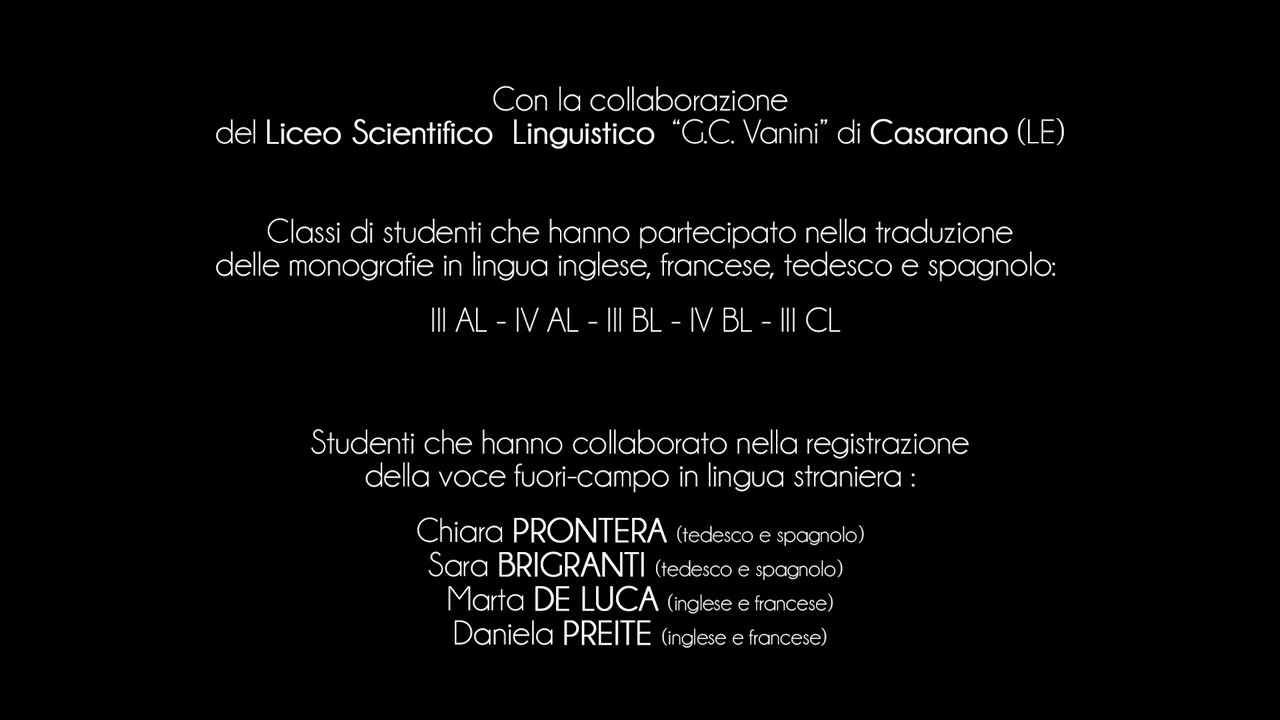 Con la collaborazione
del Liceo Scientifico Linguistico “G.C. Vanini” di Casarano (LE)
Classi di studenti che hanno partecipato nella traduzione
delle monografie in lingua inglese, francese, tedesco e spagnolo:
III AL - IV AL - III BL - IV BL - III CL
Studenti che hanno collaborato nella registrazione
della voce fuori-campo in lingua straniera :
Chiara PRONTERA (tedesco e spagnolo)
Sara BRIGRANTI (tedesco e spagnolo)
Marta DE LUCA (inglese e francese)
Daniela PREITE (inglese e francese)